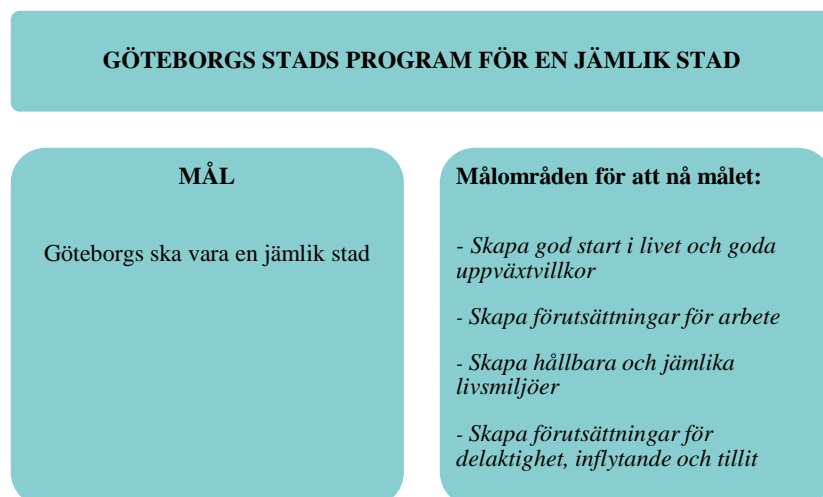 GÖTEBORGS STADS PROGRAM FÖR EN JÄMLIK STAD
MÅL
Göteborgs ska vara en jämlik stad
Målområden för att nå målet:
- Skapa god start i livet och goda
uppväxtvillkor
- Skapa förutsättningar för arbete
- Skapa hållbara och jämlika
livsmiljöer
- Skapa förutsättningar för
delaktighet, inflytande och tillit